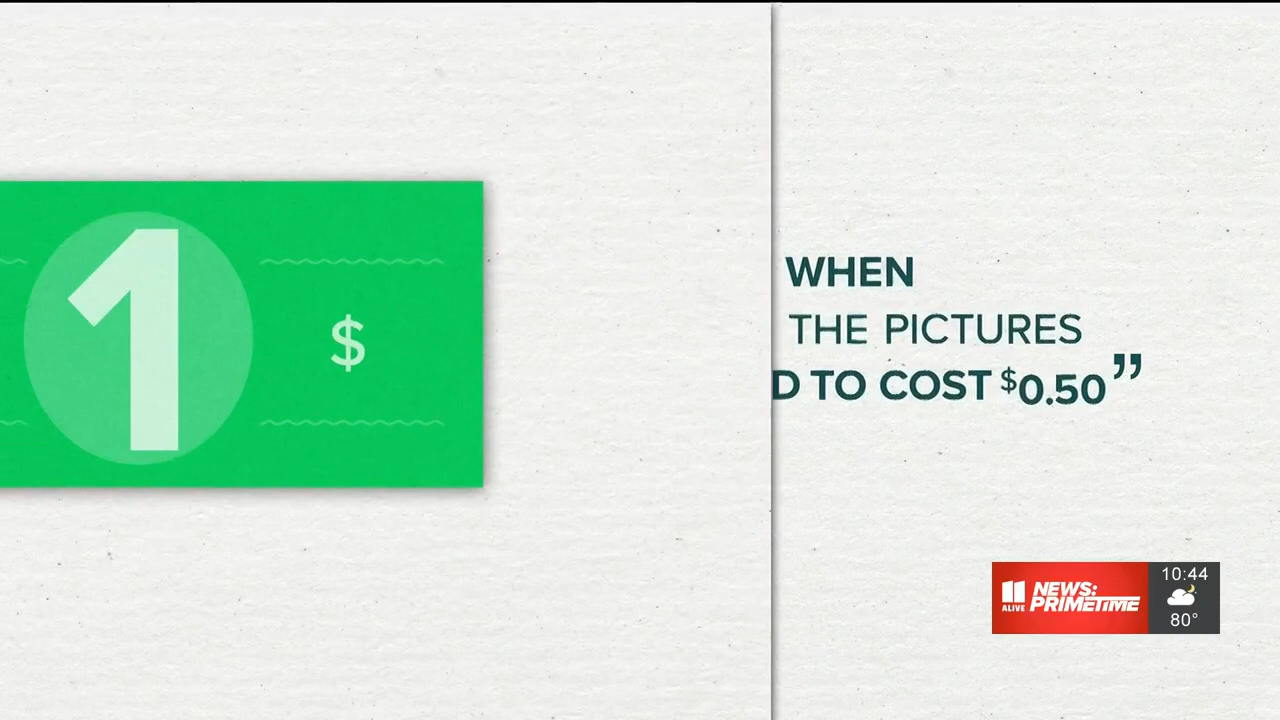 1
$
WHEN
THE PICTURES
D TO COST $0.50”
11 ALIVE
NEWS:
PRIMETIME
10:44
80°